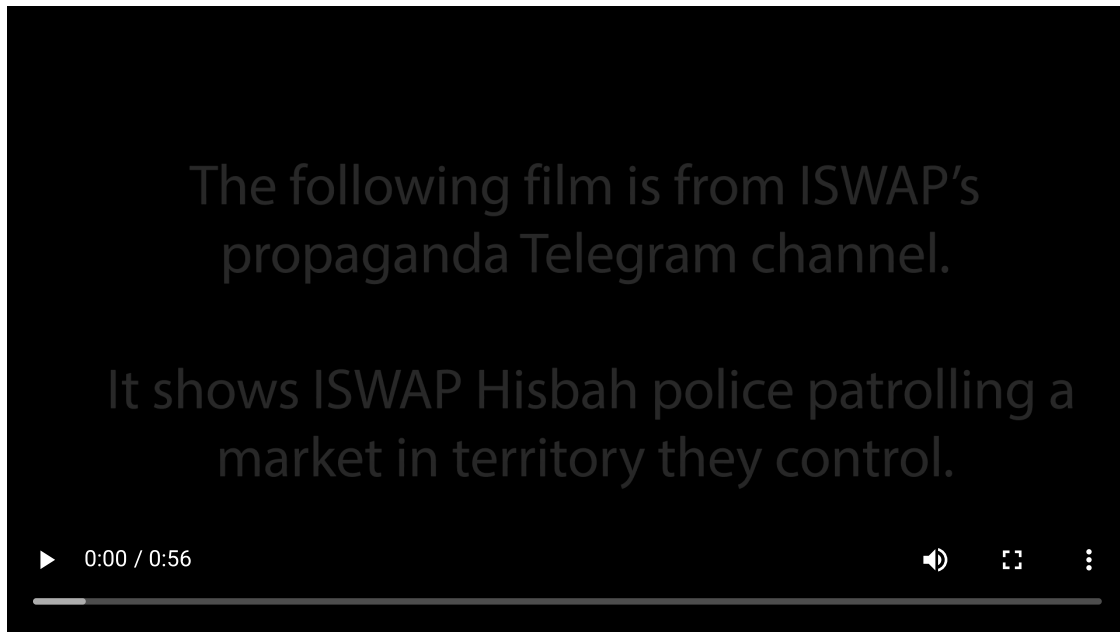 The following film is from ISWAP’s
propaganda Telegram channel.
It shows ISWAP Hisbah police patrolling a
market in territory they control.
0:00 / 0:56